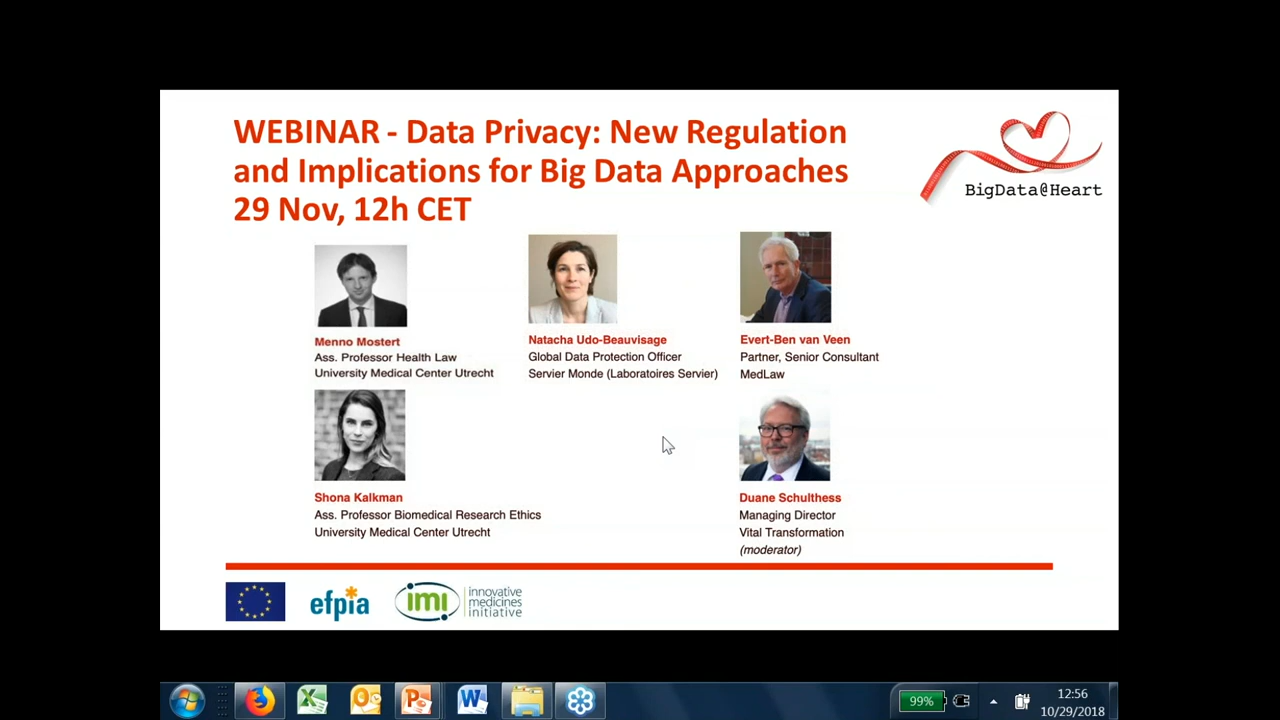 WEBINAR - Data Privacy: New Regulation
and Implications for Big Data Approaches
29 Nov, 12h CET
BigData@Heart
Menno Mostert
Ass. Professor Health Law
University Medical Center Utrecht
Natacha Udo-Beauvisage
Global Data Protection Officer
Servier Monde (Laboratoires Servier)
Evert-Ben van Veen
Partner, Senior Consultant
MedLaw
Shona Kalkman
Ass. Professor Biomedical Research Ethics
University Medical Center Utrecht
Duane Schulthess
Managing Director
Vital Transformation
(moderator)
efpia
imi
innovative
medicines
initiative
99%
12:56
10/29/2018